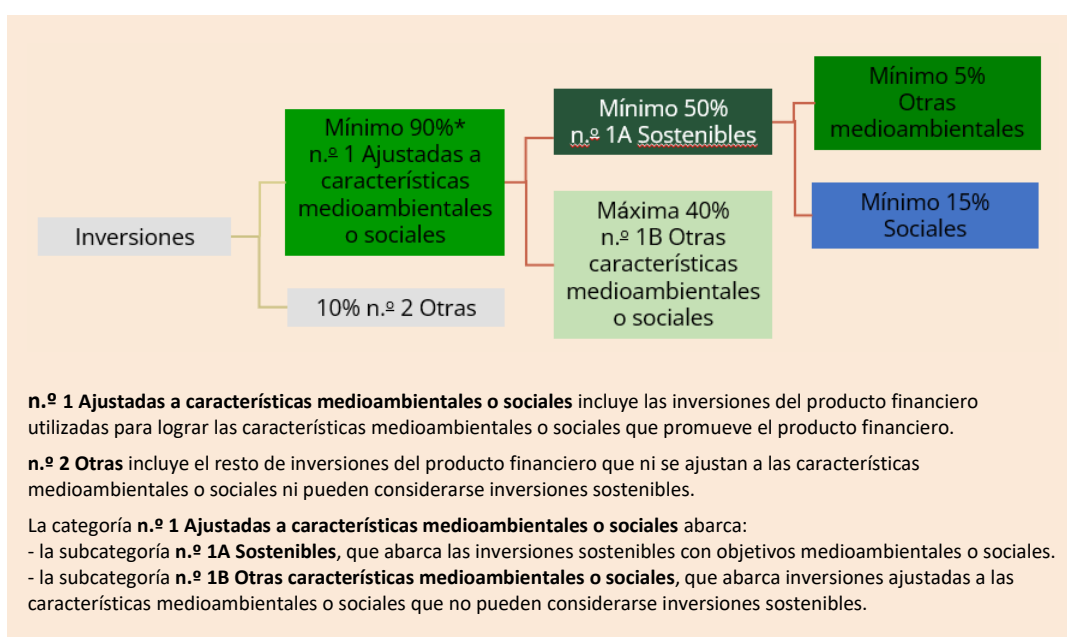 Inversiones
Mínimo 90%*
n.º 1 Ajustadas a
características
medioambientales
o sociales
10% n.º 2 Otras
Mínimo 50%
n.º 1A Sostenibles
Máxima 40%
n.º 1B Otras
características
medioambientales
o sociales
Mínimo 5%
Otras
medioambientales
Mínimo 15%
Sociales
n.º 1 Ajustadas a características medioambientales o sociales incluye las inversiones del producto financiero
utilizadas para lograr las características medioambientales o sociales que promueve el producto financiero.
n.º 2 Otras incluye el resto de inversiones del producto financiero que ni se ajustan a las características
medioambientales o sociales ni pueden considerarse inversiones sostenibles.
La categoría n.º 1 Ajustadas a características medioambientales o sociales abarca:
- la subcategoría n.º 1A Sostenibles, que abarca las inversiones sostenibles con objetivos medioambientales o sociales.
- la subcategoría n.º 1B Otras características medioambientales o sociales, que abarca inversiones ajustadas a las
características medioambientales o sociales que no pueden considerarse inversiones sostenibles.